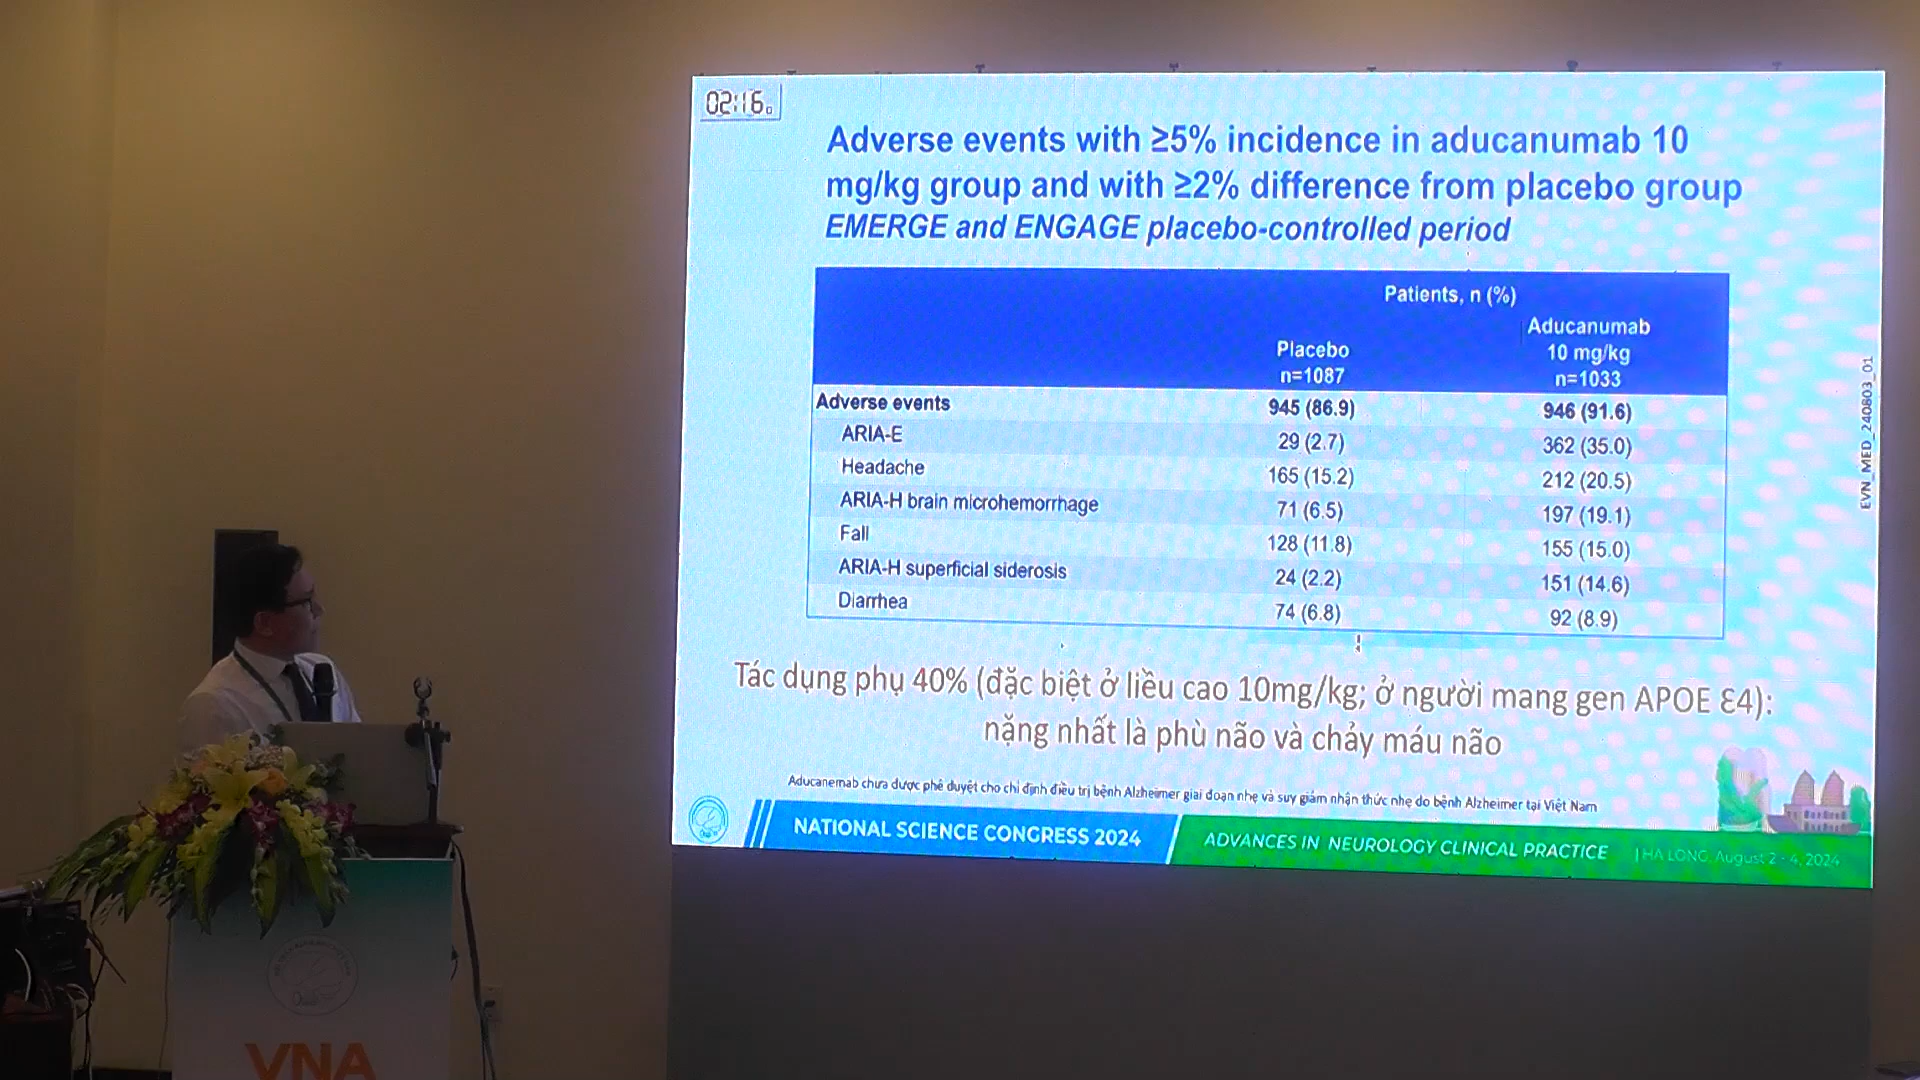 02:16
Adverse events with ≥5% incidence in aducanumab 10
mg/kg group and with ≥2% difference from placebo group
EMERGE and ENGAGE placebo-controlled period
Patients, n (%)
Placebo
n=1087
Aducanumab
10 mg/kg
n=1033
Adverse events 945 (86.9) 946 (91.6)
ARIA-E 29 (2.7) 362 (35.0)
Headache 165 (15.2) 212 (20.5)
ARIA-H brain microhemorrhage 71 (6.5) 197 (19.1)
Fall 128 (11.8) 155 (15.0)
ARIA-H superficial siderosis 24 (2.2) 151 (14.6)
Diarrhea 74 (6.8) 92 (8.9)
EVN_MED_240803_01
Tác dụng phụ 40% (đặc biệt ở liều cao 10mg/kg; ở người mang gen APOE Ɛ4):
nặng nhất là phù não và chảy máu não
Aducanemab chưa được phê duyệt cho chỉ định điều trị bệnh Alzheimer giai đoạn nhẹ và suy giảm nhận thức nhẹ do bệnh Alzheimer tại Việt Nam
NATIONAL SCIENCE CONGRESS 2024
ADVANCES IN NEUROLOGY CLINICAL PRACTICE
| HA LONG, August 2 - 4, 2024
VNA